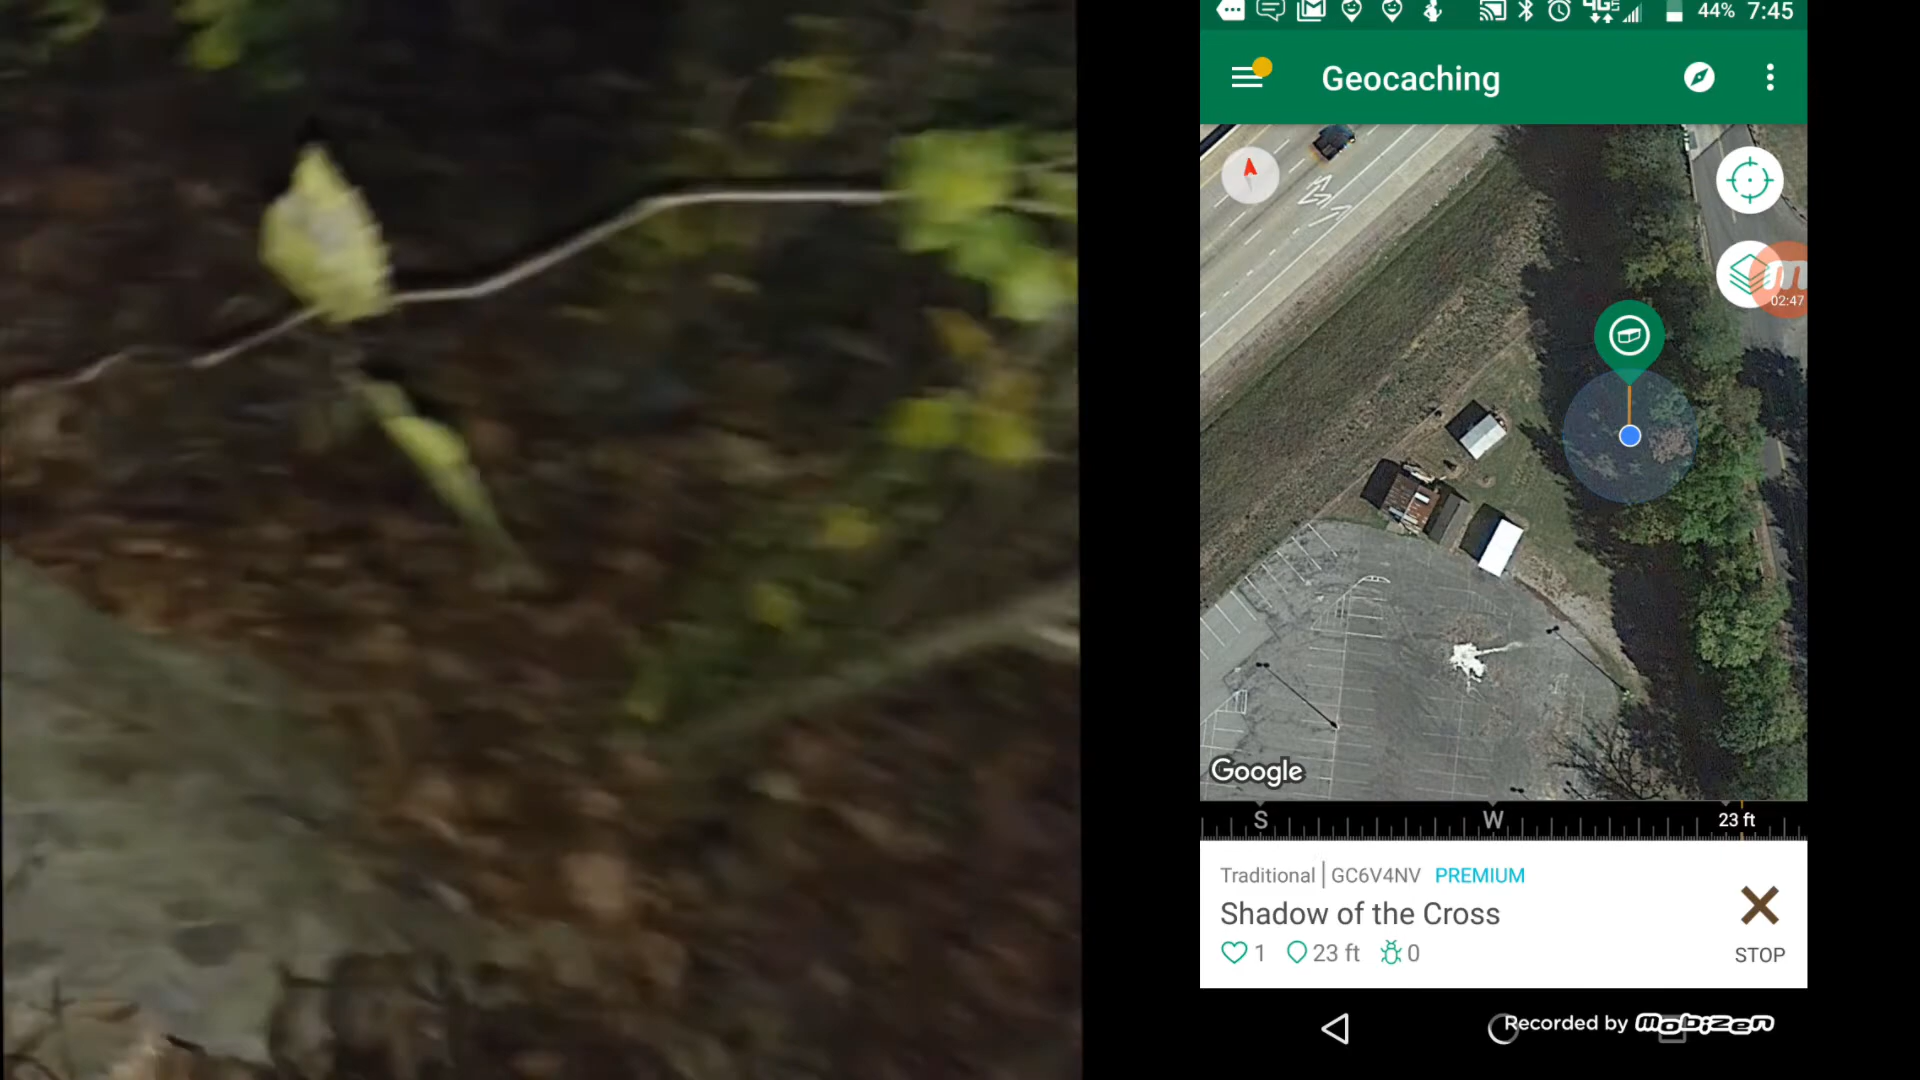 4G 44% 7:45
Geocaching
02:47
Google
S W 23 ft
Traditional | GC6V4NV PREMIUM
Shadow of the Cross
1 23 ft 0
STOP
Recorded by MobiZen